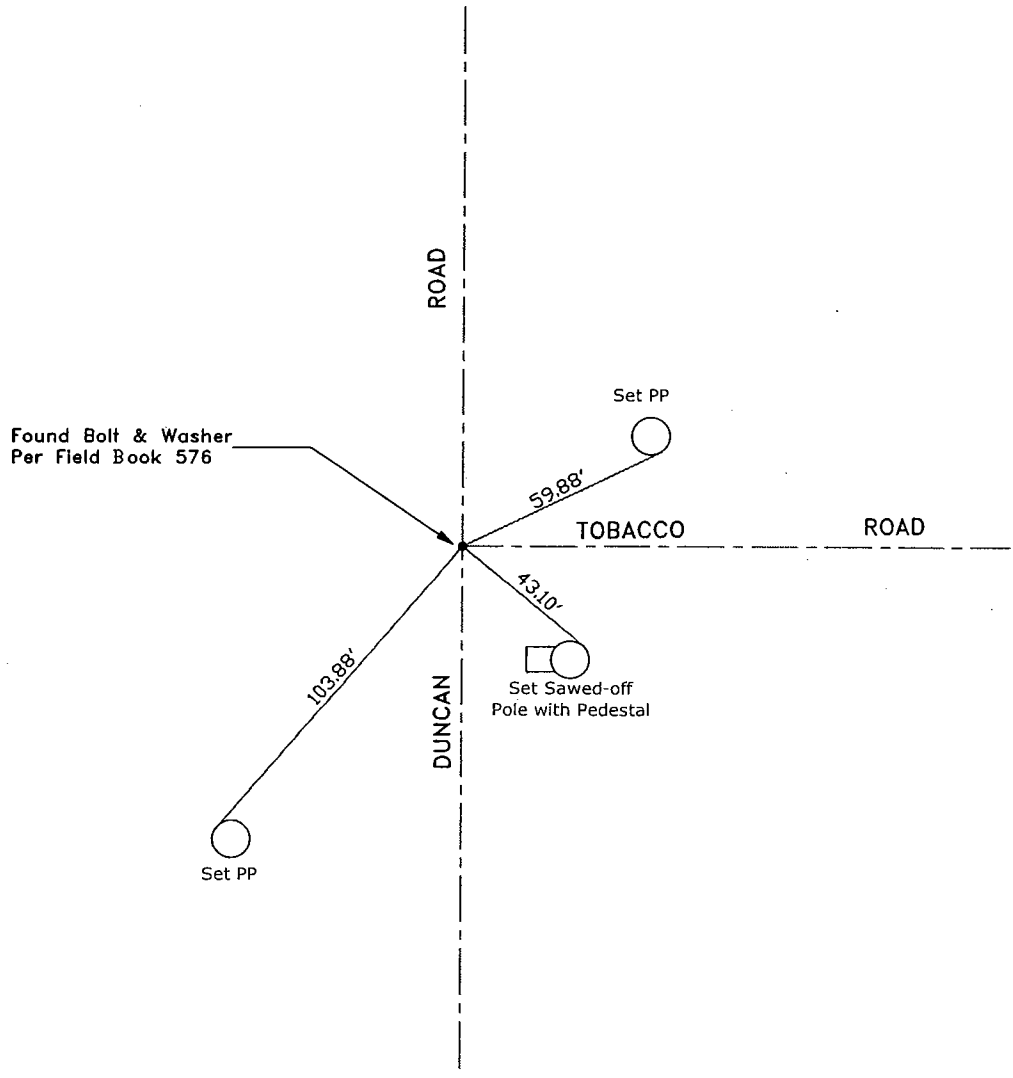 ROAD
Set PP
Found Bolt & Washer
Per Field Book 576
59.88'
TOBACCO ROAD
43.10'
103.88'
Set Sawed-off
Pole with Pedestal
DUNCAN
Set PP